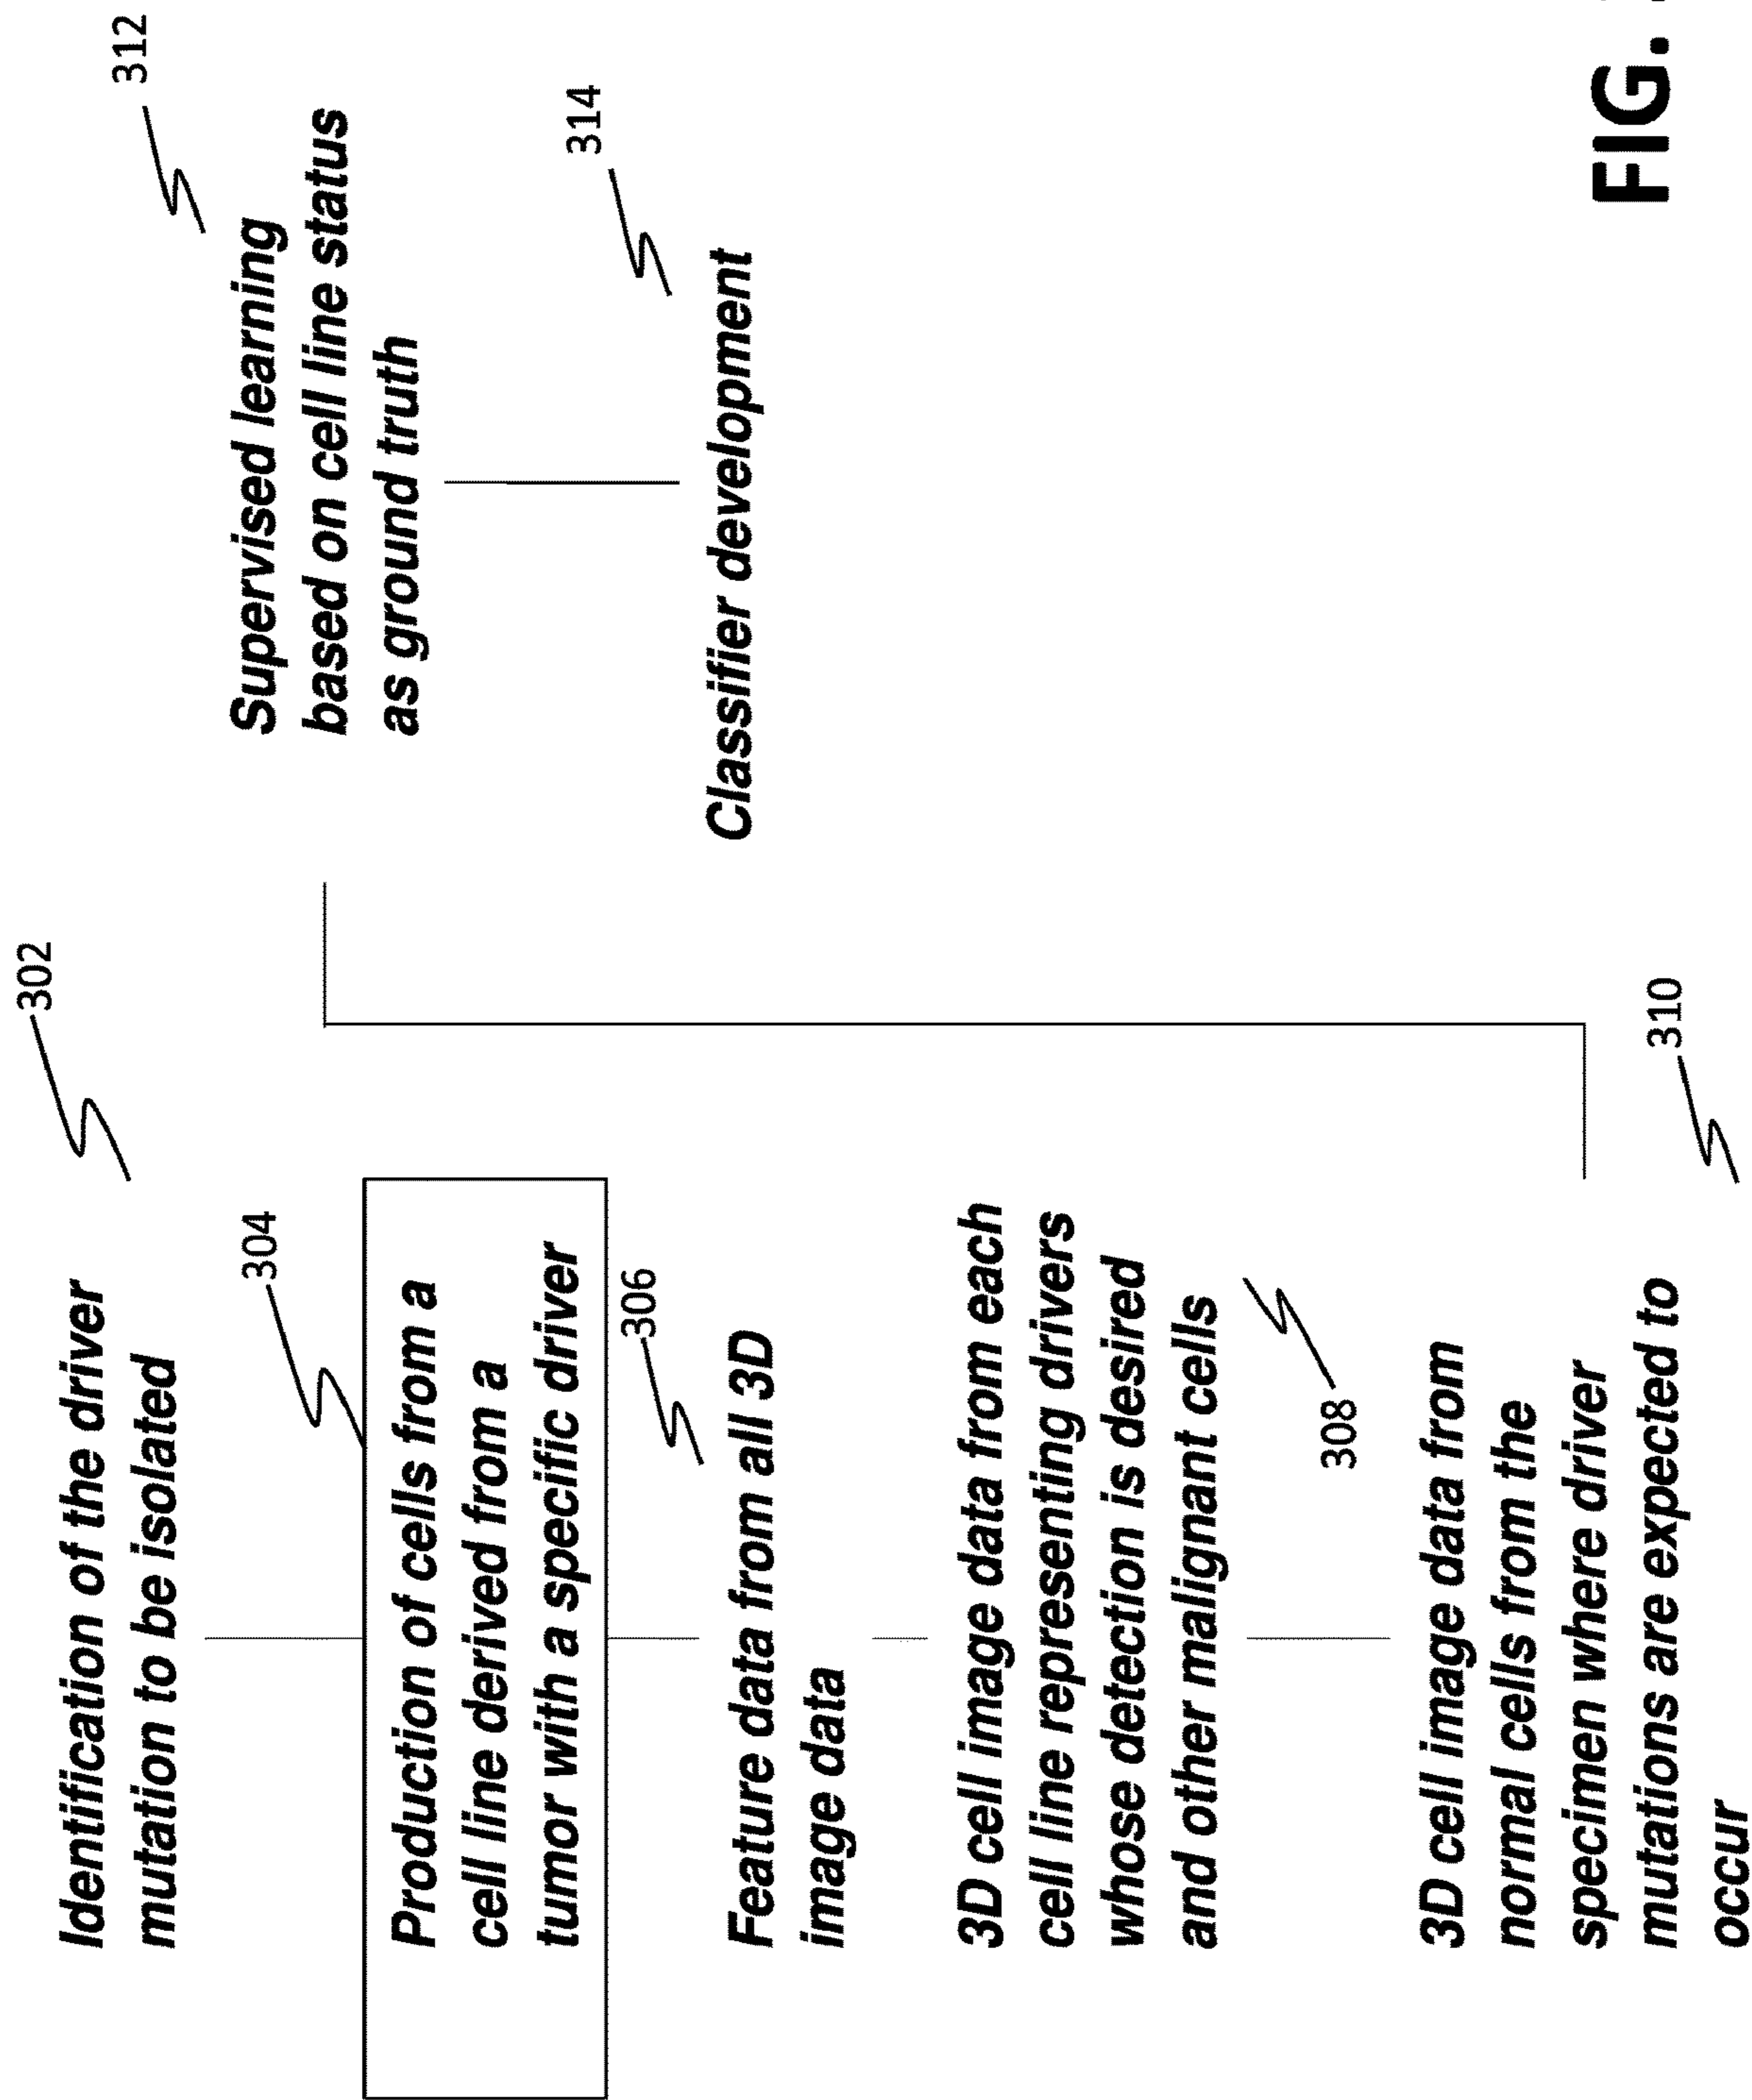 302
Identification of the driver
mutation to be isolated
304
Production of cells from a
cell line derived from a
tumor with a specific driver
306
Feature data from all 3D
image data
3D cell image data from each
cell line representing drivers
whose detection is desired
and other malignant cells
308
3D cell image data from
normal cells from the
specimen where driver
mutations are expected to
occur
310
312
Supervised learning
based on cell line status
as ground truth
314
Classifier development
FIG.